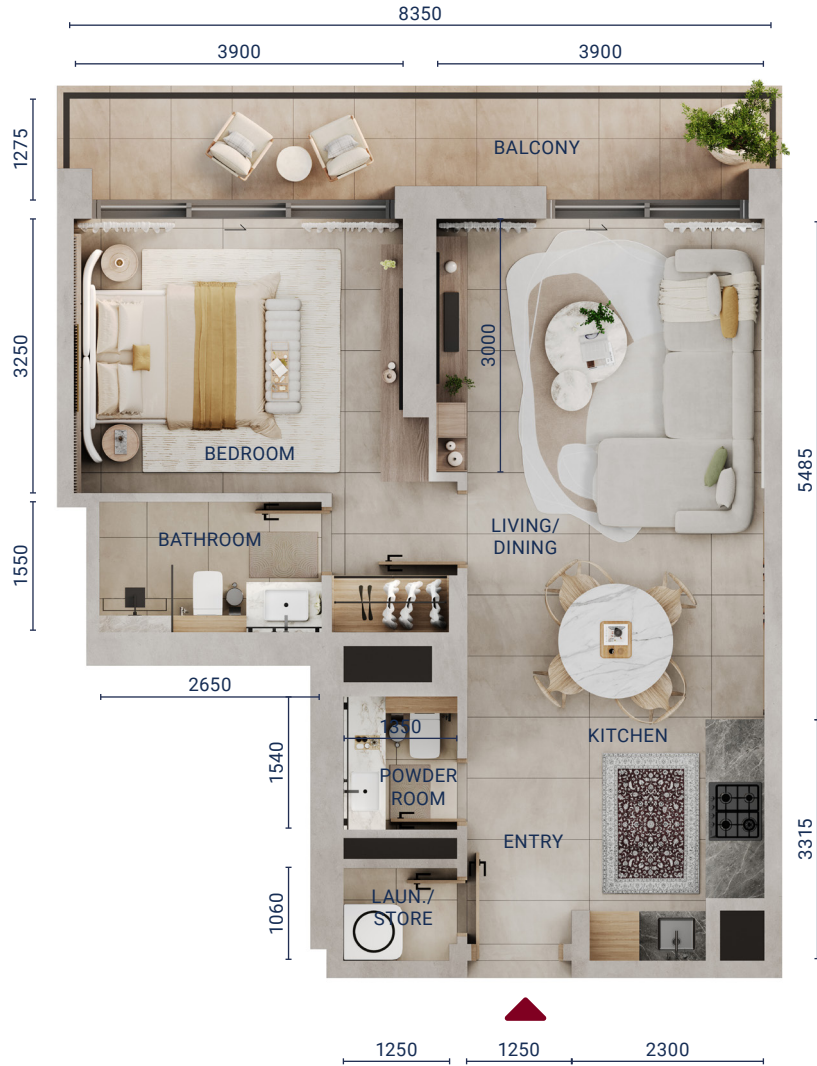 8350
3900
3900
1275
BALCONY
3250
3000
5485
BEDROOM
BATHROOM
LIVING/
DINING
1550
2650
1350
KITCHEN
1540
POWDER
ROOM
ENTRY
3315
LAUN./
STORE
1060
1250
1250
2300